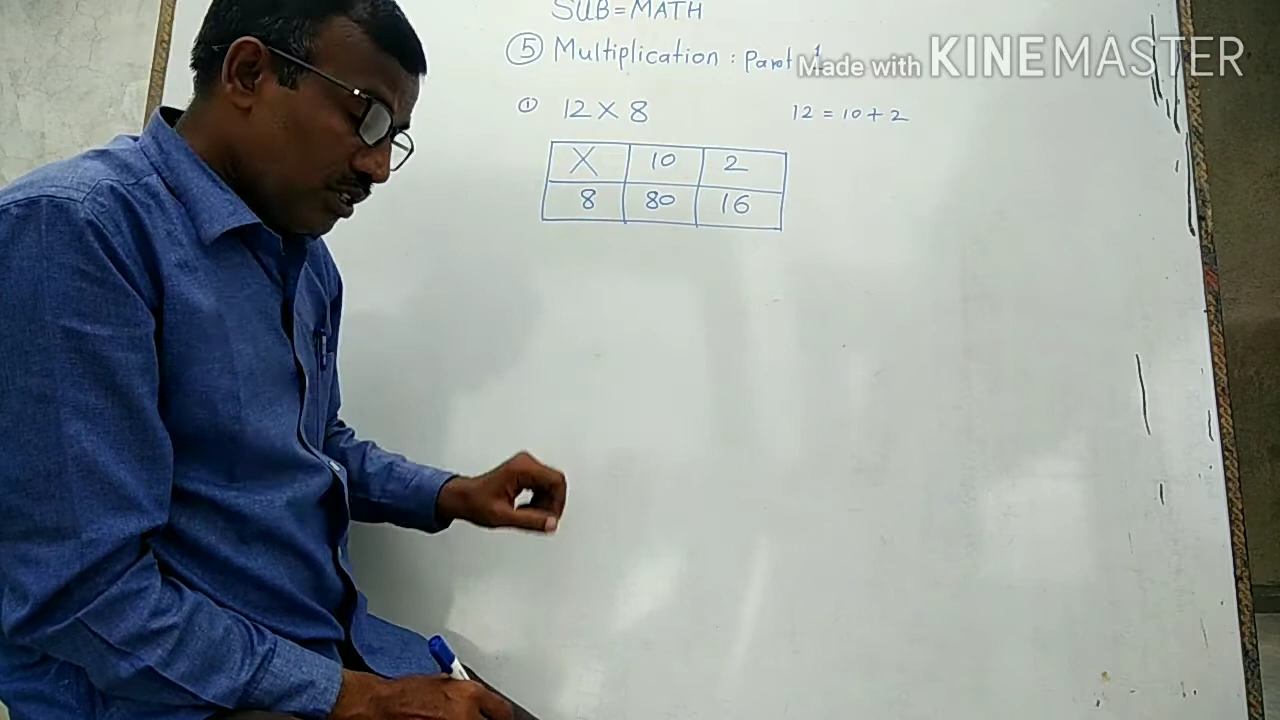 SUB = MATH
⑤ Multiplication : Part 1
Made with KINEMASTER
① 12 X 8
12 = 10 + 2
X 10 2
8 80 16